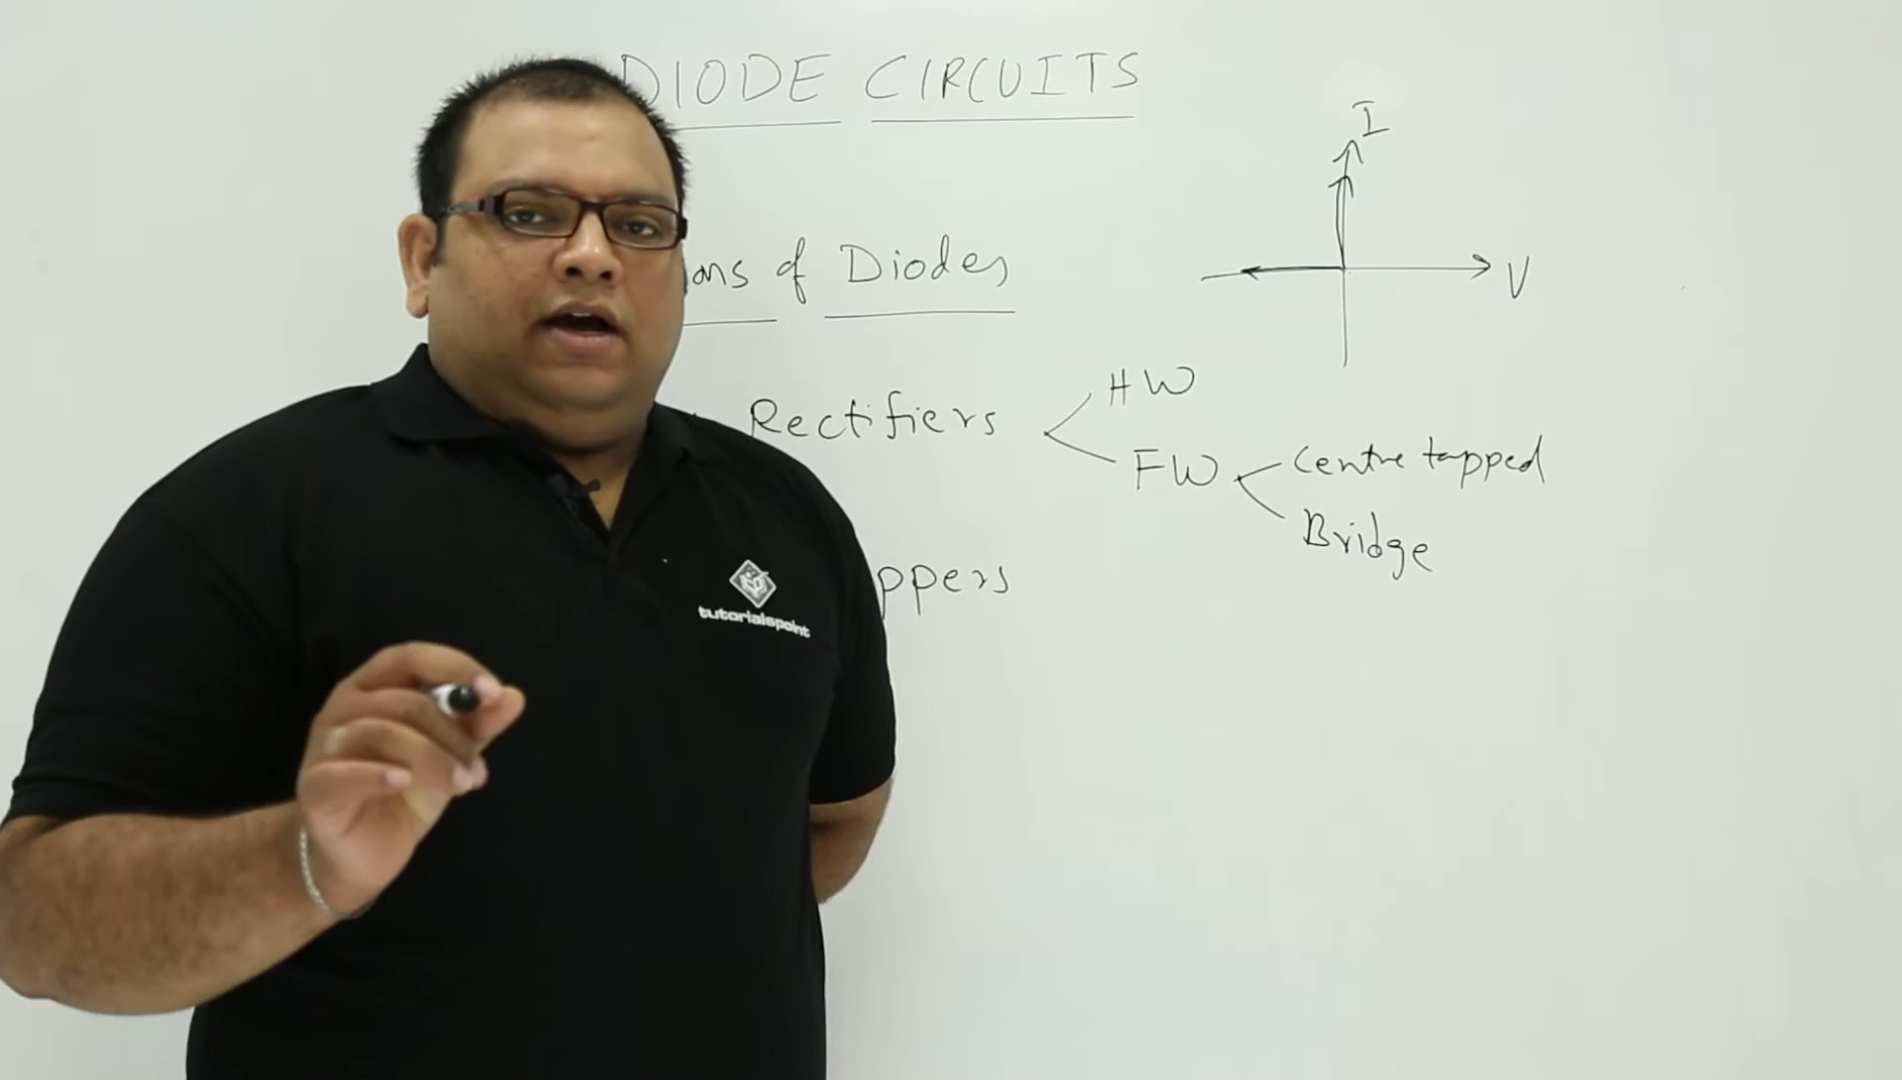 DIODE CIRCUITS
I
ons of Diodes
V
Rectifiers
HW
FW
Centre tapped
Bridge
ppers
tutorialspoint